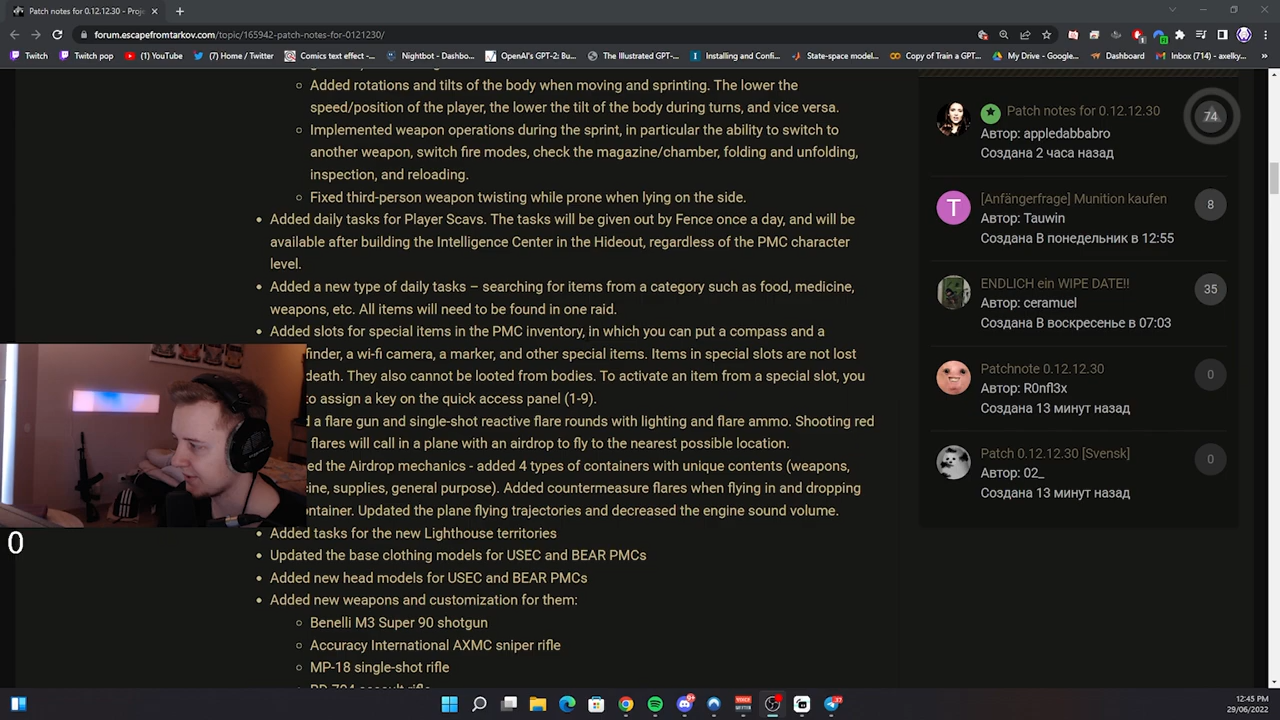 Patch notes for 0.12.12.30 - Proje
forum.escapefromtarkov.com/topic/165942-patch-notes-for-0121230/
Twitch
Twitch pop
(1) YouTube
(7) Home / Twitter
Comics text effect -...
Nightbot - Dashbo...
OpenAI's GPT-2: Bu...
The Illustrated GPT-...
Installing and Confi...
State-space model...
Copy of Train a GPT...
My Drive - Google...
Dashboard
Inbox (714) - axelky...
Added rotations and tilts of the body when moving and sprinting. The lower the
speed/position of the player, the lower the tilt of the body during turns, and vice versa.
Implemented weapon operations during the sprint, in particular the ability to switch to
another weapon, switch fire modes, check the magazine/chamber, folding and unfolding,
inspection, and reloading.
Fixed third-person weapon twisting while prone when lying on the side.
Added daily tasks for Player Scavs. The tasks will be given out by Fence once a day, and will be
available after building the Intelligence Center in the Hideout, regardless of the PMC character
level.
Added a new type of daily tasks – searching for items from a category such as food, medicine,
weapons, etc. All items will need to be found in one raid.
Added slots for special items in the PMC inventory, in which you can put a compass and a
finder, a wi-fi camera, a marker, and other special items. Items in special slots are not lost
death. They also cannot be looted from bodies. To activate an item from a special slot, you
to assign a key on the quick access panel (1-9).
d a flare gun and single-shot reactive flare rounds with lighting and flare ammo. Shooting red
flares will call in a plane with an airdrop to fly to the nearest possible location.
ed the Airdrop mechanics - added 4 types of containers with unique contents (weapons,
cine, supplies, general purpose). Added countermeasure flares when flying in and dropping
ontainer. Updated the plane flying trajectories and decreased the engine sound volume.
Added tasks for the new Lighthouse territories
Updated the base clothing models for USEC and BEAR PMCs
Added new head models for USEC and BEAR PMCs
Added new weapons and customization for them:
Benelli M3 Super 90 shotgun
Accuracy International AXMC sniper rifle
MP-18 single-shot rifle
RD-704 assault rifle
0
Patch notes for 0.12.12.30
Автор: appledabbabro
Создана 2 часа назад
74
[Anfängerfrage] Munition kaufen
Автор: Tauwin
Создана В понедельник в 12:55
T
8
ENDLICH ein WIPE DATE!!
Автор: ceramuel
Создана В воскресенье в 07:03
35
Patchnote 0.12.12.30
Автор: R0nfl3x
Создана 13 минут назад
0
Patch 0.12.12.30 [Svensk]
Автор: 02_
Создана 13 минут назад
0
12:45 PM
29/06/2022